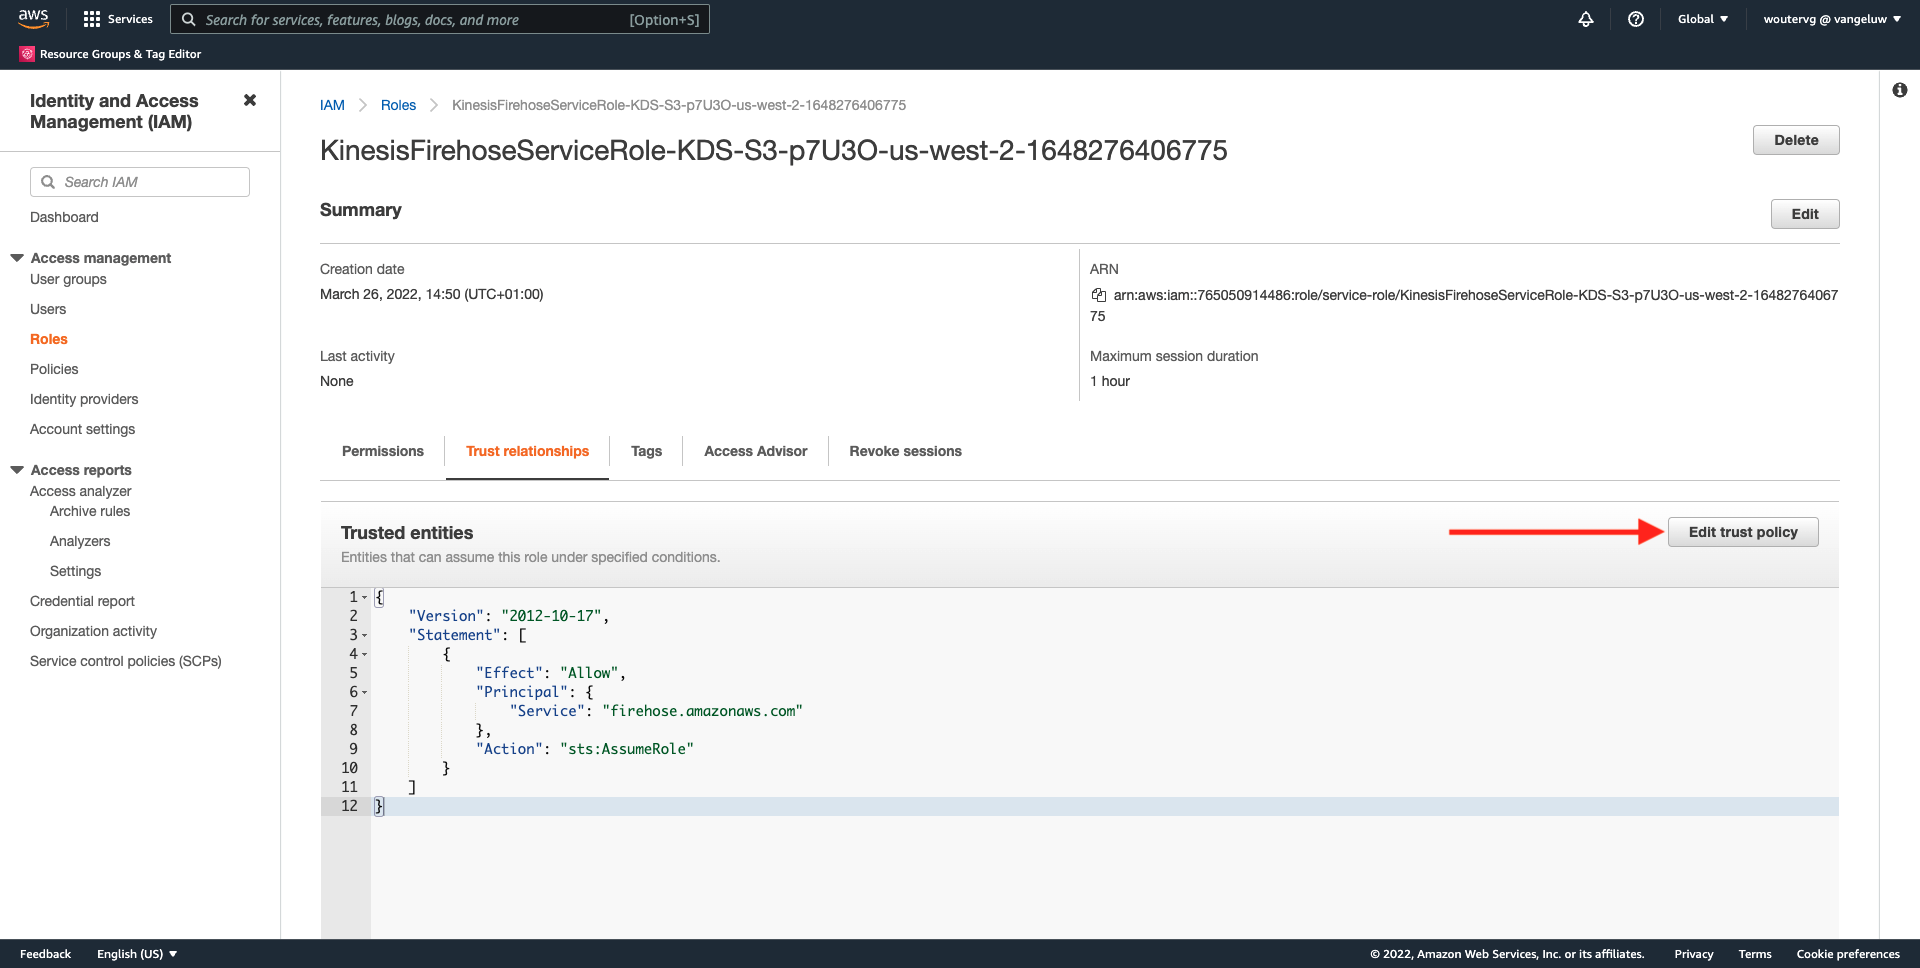 aws
Services
Search for services, features, blogs, docs, and more
[Option+S]
Global
woutervg @ vangeluw
Resource Groups & Tag Editor
Identity and Access
Management (IAM)
Search IAM
Dashboard
Access management
User groups
Users
Roles
Policies
Identity providers
Account settings
Access reports
Access analyzer
Archive rules
Analyzers
Settings
Credential report
Organization activity
Service control policies (SCPs)
IAM
Roles
KinesisFirehoseServiceRole-KDS-S3-p7U3O-us-west-2-1648276406775
KinesisFirehoseServiceRole-KDS-S3-p7U3O-us-west-2-1648276406775
Delete
Summary
Edit
Creation date
March 26, 2022, 14:50 (UTC+01:00)
ARN
arn:aws:iam::765050914486:role/service-role/KinesisFirehoseServiceRole-KDS-S3-p7U3O-us-west-2-16482764067
75
Last activity
None
Maximum session duration
1 hour
Permissions
Trust relationships
Tags
Access Advisor
Revoke sessions
Trusted entities
Entities that can assume this role under specified conditions.
Edit trust policy
1 {
2 "Version": "2012-10-17",
3 "Statement": [
4 {
5 "Effect": "Allow",
6 "Principal": {
7 "Service": "firehose.amazonaws.com"
8 },
9 "Action": "sts:AssumeRole"
10 }
11 ]
12 }
Feedback
English (US)
© 2022, Amazon Web Services, Inc. or its affiliates.
Privacy
Terms
Cookie preferences